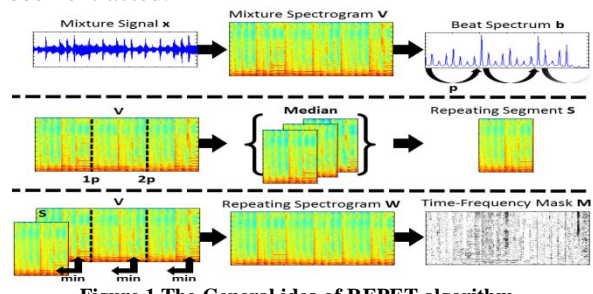 Mixture Signal x
Mixture Spectrogram V
Beat Spectrum b
p
V
Median
Repeating Segment S
1p 2p
S
V
Repeating Spectrogram W
Time-Frequency Mask M
min min min
Figure 1 The General idea of REPET algorithm